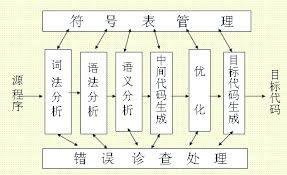 符号表管理
源程序
词法分析
语法分析
语义分析
中间代码生成
优化
目标代码生成
目标代码
错误诊查处理